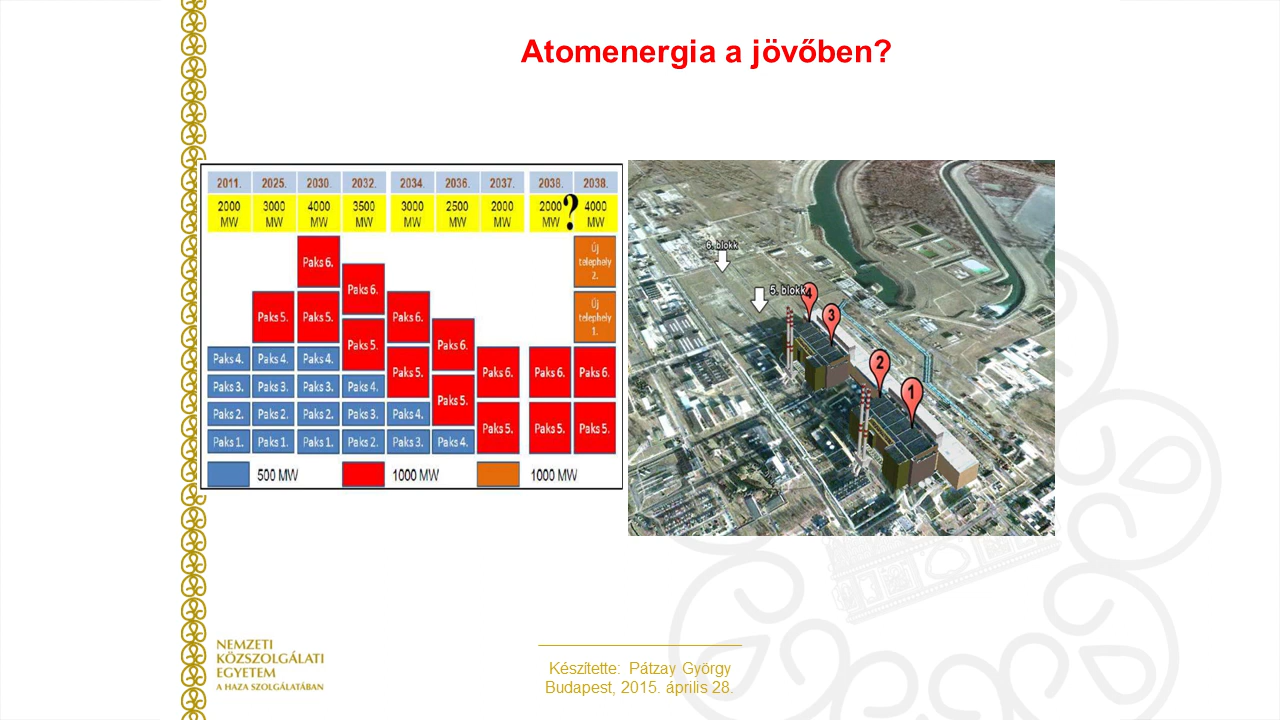 Atomenergia a jövőben?
2011. 2025. 2030. 2032. 2034. 2036. 2037. 2038. 2038.
2000 3000 4000 3500 3000 2500 2000 2000 ? 4000
MW MW MW MW MW MW MW MW MW
Paks 6. Új telephely 2.
Paks 6.
Paks 5. Paks 5. Paks 6. Új telephely 1.
Paks 5. Paks 6.
Paks 4. Paks 4. Paks 4. Paks 5. Paks 6. Paks 6. Paks 6.
Paks 3. Paks 3. Paks 3. Paks 4. Paks 5.
Paks 2. Paks 2. Paks 2. Paks 3. Paks 4. Paks 5. Paks 5. Paks 5.
Paks 1. Paks 1. Paks 1. Paks 2. Paks 3. Paks 4.
500 MW 1000 MW 1000 MW
6. blokk
5. blokk
4
3
2
1
NEMZETI
KÖZSZOLGÁLATI
EGYETEM
A HAZA SZOLGÁLATÁBAN
Készítette: Pátzay György
Budapest, 2015. április 28.